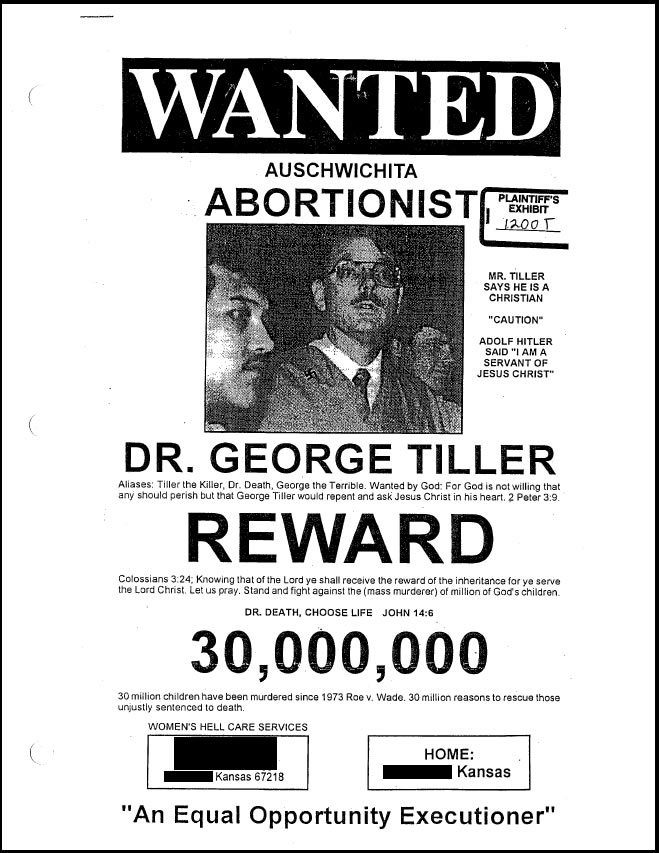 WANTED
AUSCHWICHITA
ABORTIONIST
PLAINTIFF'S
EXHIBIT
1200 T
MR. TILLER
SAYS HE IS A
CHRISTIAN
"CAUTION"
ADOLF HITLER
SAID "I AM A
SERVANT OF
JESUS CHRIST"
DR. GEORGE TILLER
Aliases: Tiller the Killer, Dr. Death, George the Terrible. Wanted by God: For God is not willing that
any should perish but that George Tiller would repent and ask Jesus Christ in his heart. 2 Peter 3:9.
REWARD
Colossians 3:24; Knowing that of the Lord ye shall receive the reward of the inheritance for ye serve
the Lord Christ. Let us pray. Stand and fight against the (mass murderer) of million of God's children.
DR. DEATH, CHOOSE LIFE JOHN 14:6
30,000,000
30 million children have been murdered since 1973 Roe v. Wade. 30 million reasons to rescue those
unjustly sentenced to death.
WOMEN'S HELL CARE SERVICES
Kansas 67218
HOME:
Kansas
"An Equal Opportunity Executioner"